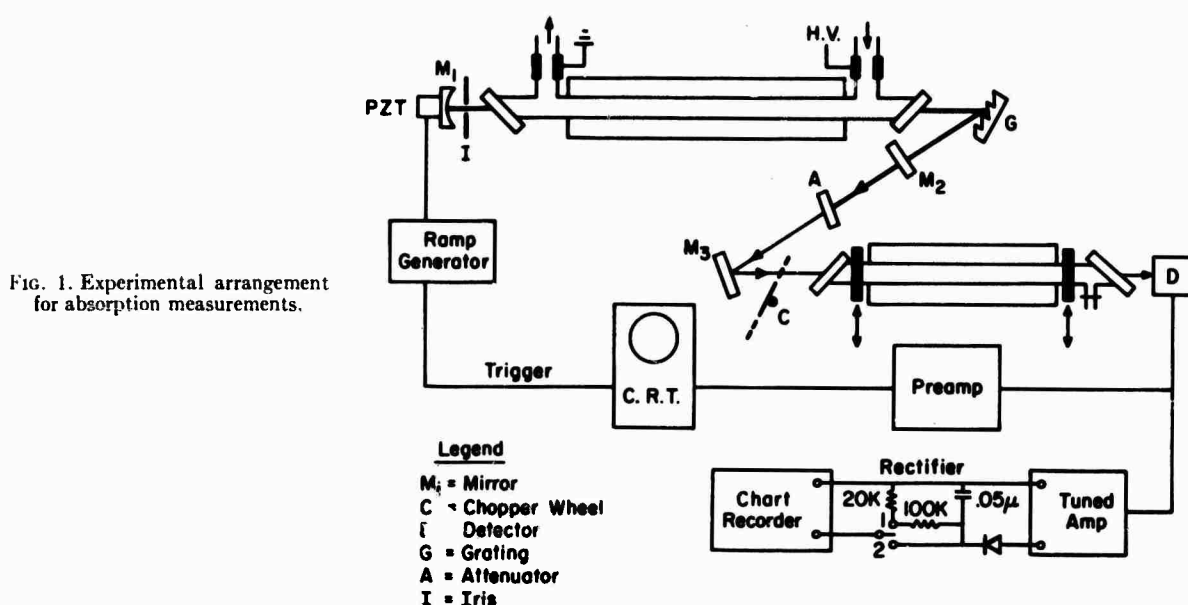 H.V.
M1
PZT
I
G
M2
A
Ramp
Generator
M3
FIG. 1. Experimental arrangement
for absorption measurements.
D
C
Trigger
C. R. T.
Preamp
Legend
Mi = Mirror
C = Chopper Wheel
Detector
G = Grating
A = Attenuator
I = Iris
Rectifier
Chart
Recorder
20K
100K
.05μ
1
2
Tuned
Amp